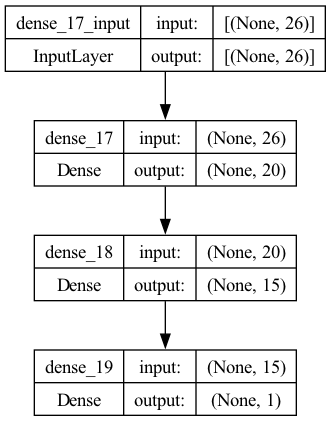 dense_17_input input: [(None, 26)]
InputLayer output: [(None, 26)]
dense_17 input: (None, 26)
Dense output: (None, 20)
dense_18 input: (None, 20)
Dense output: (None, 15)
dense_19 input: (None, 15)
Dense output: (None, 1)